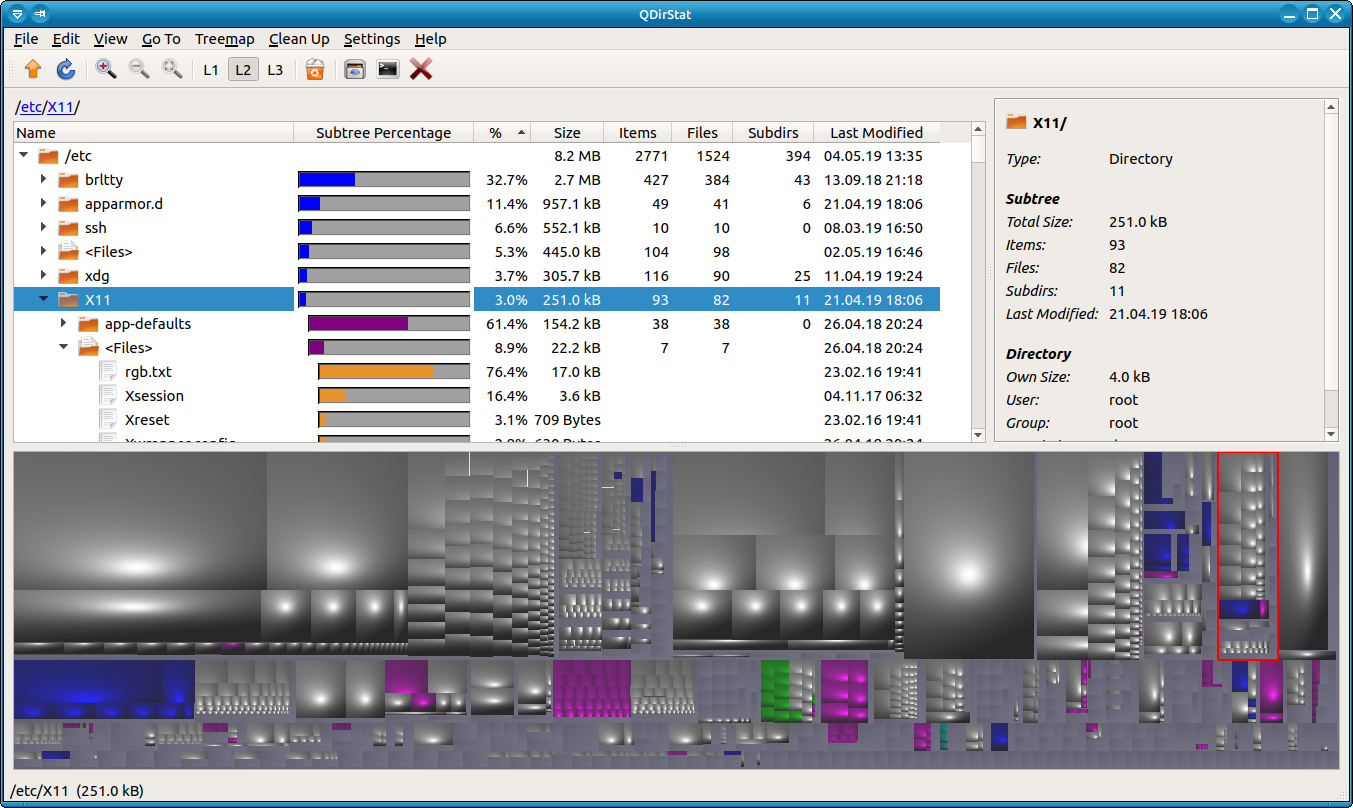 QDirStat
File Edit View Go To Treemap Clean Up Settings Help
L1 L2 L3
/etc/X11/
Name Subtree Percentage % Size Items Files Subdirs Last Modified
/etc 8.2 MB 2771 1524 394 04.05.19 13:35
brltty 32.7% 2.7 MB 427 384 43 13.09.18 21:18
apparmor.d 11.4% 957.1 kB 49 41 6 21.04.19 18:06
ssh 6.6% 552.1 kB 10 10 0 08.03.19 16:50
<Files> 5.3% 445.0 kB 104 98 02.05.19 16:46
xdg 3.7% 305.7 kB 116 90 25 11.04.19 19:24
X11 3.0% 251.0 kB 93 82 11 21.04.19 18:06
app-defaults 61.4% 154.2 kB 38 38 0 26.04.18 20:24
<Files> 8.9% 22.2 kB 7 7 26.04.18 20:24
rgb.txt 76.4% 17.0 kB 23.02.16 19:41
Xsession 16.4% 3.6 kB 04.11.17 06:32
Xreset 3.1% 709 Bytes 23.02.16 19:41
X11/
Type: Directory
Subtree
Total Size: 251.0 kB
Items: 93
Files: 82
Subdirs: 11
Last Modified: 21.04.19 18:06
Directory
Own Size: 4.0 kB
User: root
Group: root
/etc/X11 (251.0 kB)